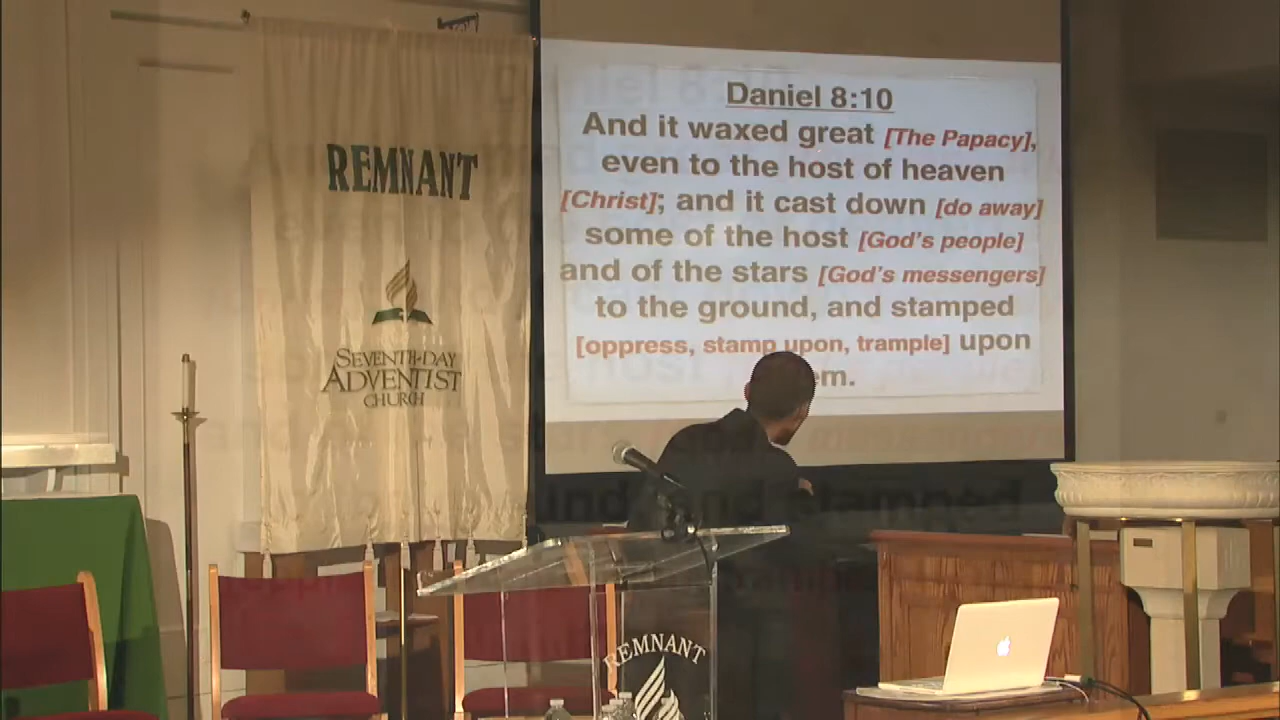 REMNANT
SEVENTH-DAY
ADVENTIST
CHURCH
Daniel 8:10
And it waxed great [The Papacy],
even to the host of heaven
[Christ]; and it cast down [do away]
some of the host [God's people]
and of the stars [God's messengers]
to the ground, and stamped
[oppress, stamp upon, trample] upon
REMNANT